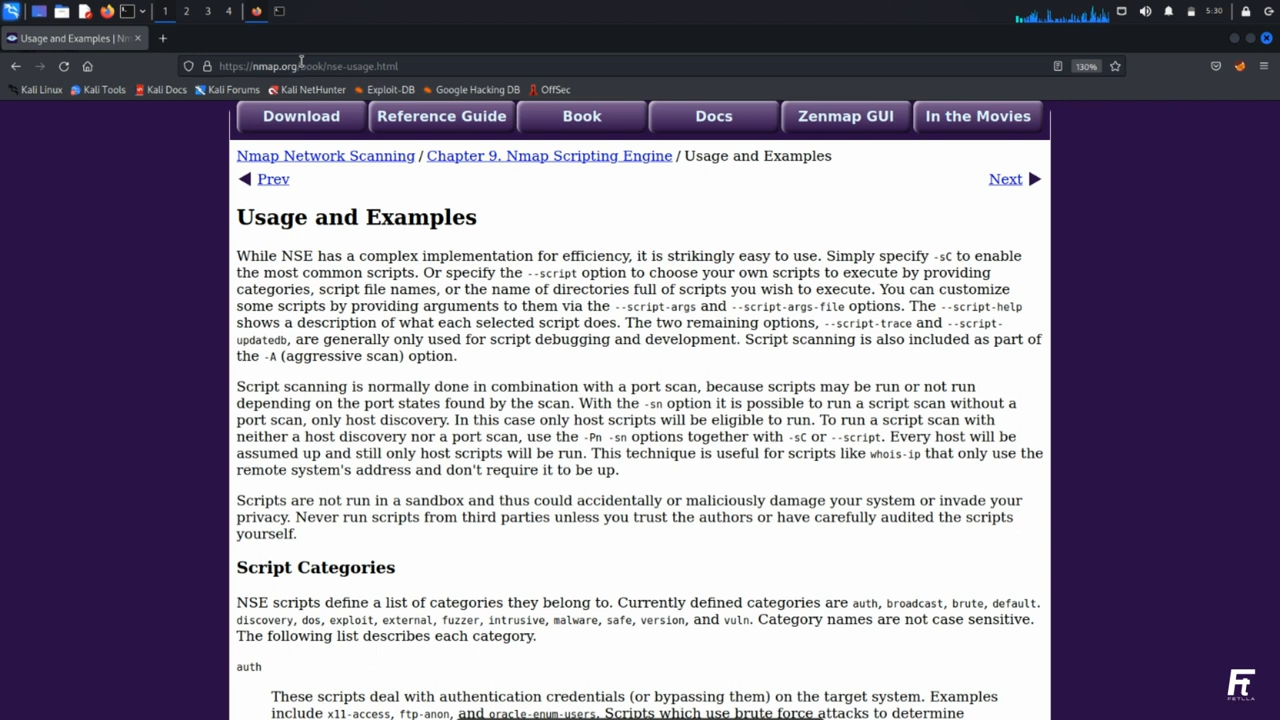 1 2 3 4 5:30
Usage and Examples | Nm
https://nmap.org/book/nse-usage.html 130%
Kali Linux Kali Tools Kali Docs Kali Forums Kali NetHunter Exploit-DB Google Hacking DB OffSec
Download Reference Guide Book Docs Zenmap GUI In the Movies
Nmap Network Scanning / Chapter 9. Nmap Scripting Engine / Usage and Examples
Prev Next
Usage and Examples
While NSE has a complex implementation for efficiency, it is strikingly easy to use. Simply specify -sC to enable
the most common scripts. Or specify the --script option to choose your own scripts to execute by providing
categories, script file names, or the name of directories full of scripts you wish to execute. You can customize
some scripts by providing arguments to them via the --script-args and --script-args-file options. The --script-help
shows a description of what each selected script does. The two remaining options, --script-trace and --script-
updatedb, are generally only used for script debugging and development. Script scanning is also included as part of
the -A (aggressive scan) option.
Script scanning is normally done in combination with a port scan, because scripts may be run or not run
depending on the port states found by the scan. With the -sn option it is possible to run a script scan without a
port scan, only host discovery. In this case only host scripts will be eligible to run. To run a script scan with
neither a host discovery nor a port scan, use the -Pn -sn options together with -sC or --script. Every host will be
assumed up and still only host scripts will be run. This technique is useful for scripts like whois-ip that only use the
remote system's address and don't require it to be up.
Scripts are not run in a sandbox and thus could accidentally or maliciously damage your system or invade your
privacy. Never run scripts from third parties unless you trust the authors or have carefully audited the scripts
yourself.
Script Categories
NSE scripts define a list of categories they belong to. Currently defined categories are auth, broadcast, brute, default.
discovery, dos, exploit, external, fuzzer, intrusive, malware, safe, version, and vuln. Category names are not case sensitive.
The following list describes each category.
auth
These scripts deal with authentication credentials (or bypassing them) on the target system. Examples
include x11-access, ftp-anon, and oracle-enum-users. Scripts which use brute force attacks to determine
Ft
FETLLA